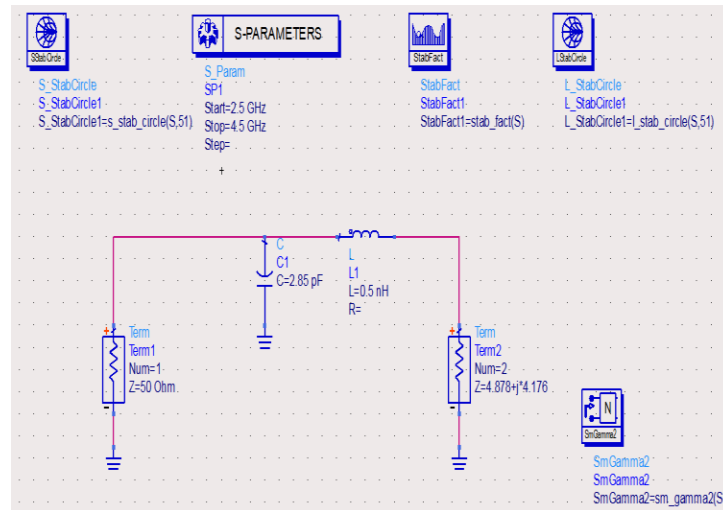 S-PARAMETERS
SStabCircle
StabFact
LStabCircle
S_StabCircle
S_StabCircle1
S_StabCircle1=s_stab_circle(S,51)
S_Param
SP1
Start=2.5 GHz
Stop=4.5 GHz
Step=
StabFact
StabFact1
StabFact1=stab_fact(S)
L_StabCircle
L_StabCircle1
L_StabCircle1=l_stab_circle(S,51)
C
C1
C=2.85 pF
L
L1
L=0.5 nH
R=
+
Term
Term1
Num=1
Z=50 Ohm
-
+
Term
Term2
Num=2
Z=4.878+j*4.176
-
N
SmGamma2
SmGamma2
SmGamma2
SmGamma2=sm_gamma2(S